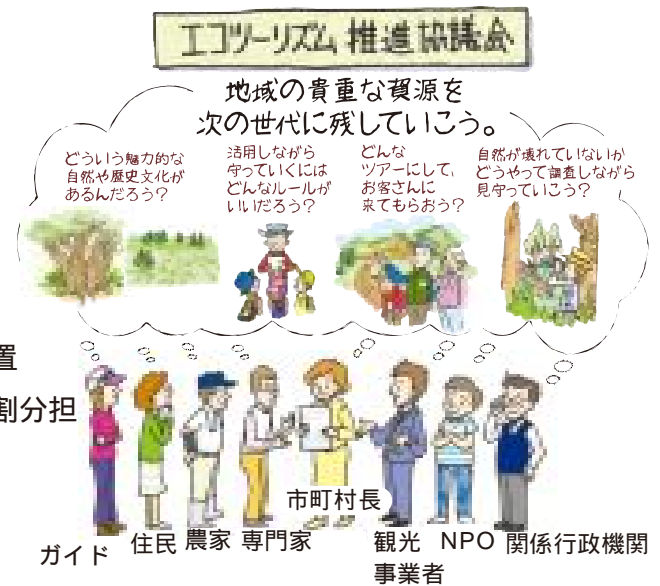 エコツーリズム推進協議会
地域の貴重な資源を
次の世代に残していこう。
どういう魅力的な
自然や歴史文化が
あるんだろう？
活用しながら
守っていくには
どんなルールが
いいだろう？
どんな
ツアーにして、
お客さんに
来てもらおう？
自然が壊れていないか
どうやって調査しながら
見守っていこう？
置
割分担
市町村長
ガイド
住民
農家
専門家
観光
事業者
NPO
関係行政機関